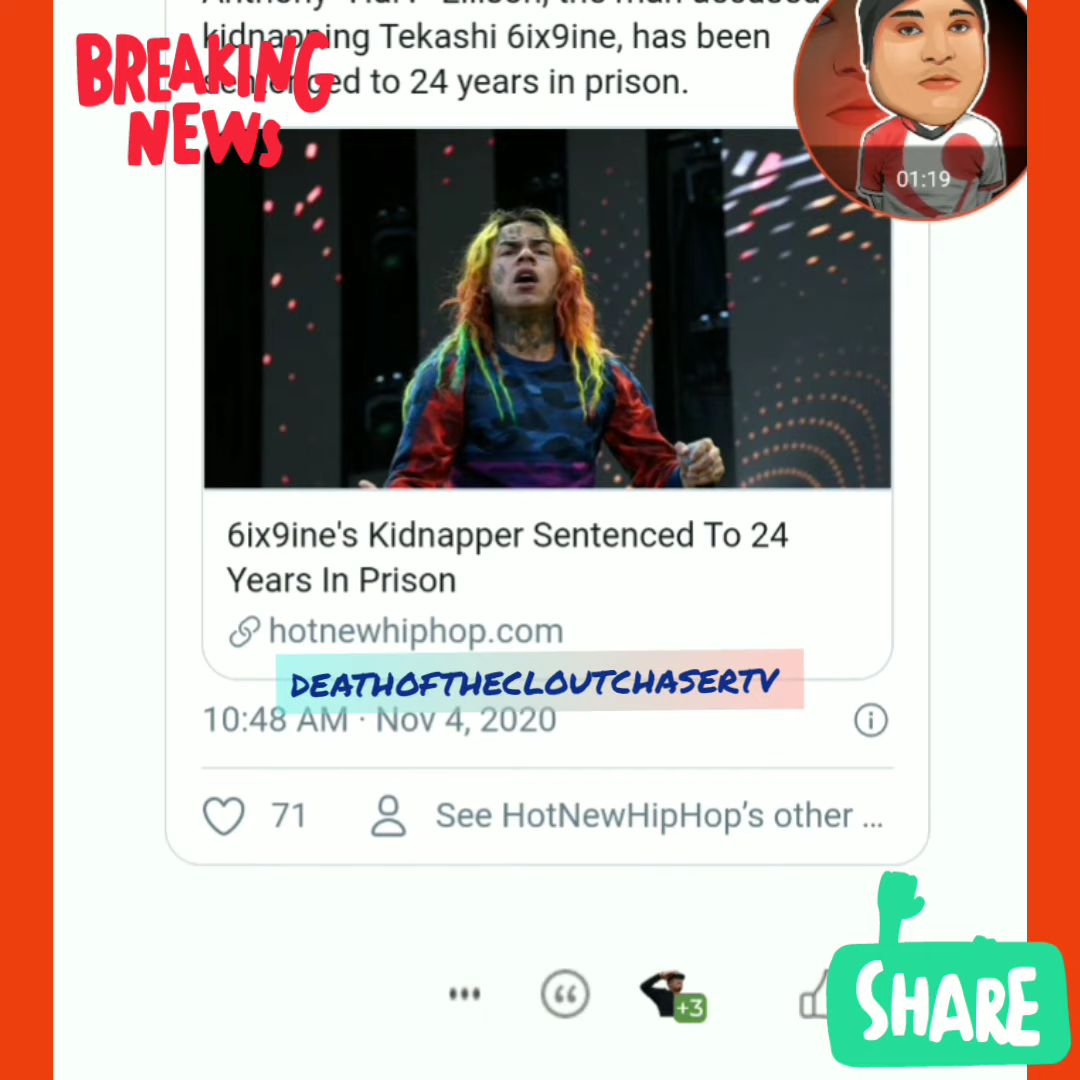 BREAKING
NEWS
kidnapping Tekashi 6ix9ine, has been
to 24 years in prison.
01:19
6ix9ine's Kidnapper Sentenced To 24
Years In Prison
hotnewhiphop.com
DEATHOFTHECLOUTCHASERTV
10:48 AM · Nov 4, 2020
71
See HotNewHipHop's other ...
+3
SHARE